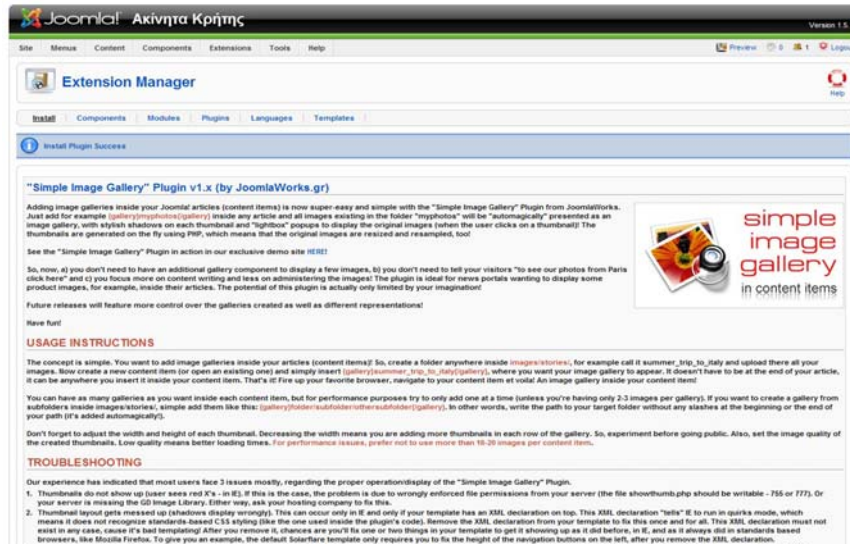 Joomla! Ακίνητα Κρήτης
Version 1.5.
Site Menus Content Components Extensions Tools Help Preview 0 1 Logou
Extension Manager
Help
Install Components Modules Plugins Languages Templates
Install Plugin Success
"Simple Image Gallery" Plugin v1.x (by JoomlaWorks.gr)
Adding image galleries inside your Joomla! articles (content items) is now super-easy and simple with the "Simple Image Gallery" Plugin from JoomlaWorks.
Just add for example {gallery}myphotos{/gallery} inside any article and all images existing in the folder "myphotos" will be "automagically" presented as an
image gallery, with stylish shadows on each thumbnail and "lightbox" popups to display the original images (when the user clicks on a thumbnail)! The
thumbnails are generated on the fly using PHP, which means that the original images are resized and resampled, too!
See the "Simple Image Gallery" Plugin in action in our exclusive demo site HERE!
So, now, a) you don't need to have an additional gallery component to display a few images, b) you don't need to tell your visitors "to see our photos from Paris
click here" and c) you focus more on content writing and less on administering the images! The plugin is ideal for news portals wanting to display some
product images, for example, inside their articles. The potential of this plugin is actually only limited by your imagination!
Future releases will feature more control over the galleries created as well as different representations!
Have fun!
simple
image
gallery
in content items
USAGE INSTRUCTIONS
The concept is simple. You want to add image galleries inside your articles (content items)! So, create a folder anywhere inside images/stories/, for example call it summer_trip_to_italy and upload there all your
images. Now create a new content item (or open an existing one) and simply insert {gallery}summer_trip_to_italy{/gallery}, where you want your image gallery to appear. It doesn't have to be at the end of your article,
it can be anywhere you insert it inside your content item. That's it! Fire up your favorite browser, navigate to your content item et voila! An image gallery inside your content item!
You can have as many galleries as you want inside each content item, but for performance purposes try to only add one at a time (unless you're having only 2-3 images per gallery). If you want to create a gallery from
subfolders inside images/stories/, simple add them like this: {gallery}folder/subfolder/othersubfolder{/gallery}. In other words, write the path to your target folder without any slashes at the beginning or the end of
your path (it's added automagically!).
Don't forget to adjust the width and height of each thumbnail. Decreasing the width means you are adding more thumbnails in each row of the gallery. So, experiment before going public. Also, set the image quality of
the created thumbnails. Low quality means better loading times. For performance issues, prefer not to use more than 10-20 images per content item.
TROUBLESHOOTING
Our experience has indicated that most users face 3 issues mostly, regarding the proper operation/display of the "Simple Image Gallery" Plugin.
1. Thumbnails do not show up (user sees red X's - in IE). If this is the case, the problem is due to wrongly enforced file permissions from your server (the file showthumb.php should be writable - 755 or 777). Or
your server is missing the GD Image Library. Either way, ask your hosting company to fix this.
2. Thumbnail layout gets messed up (shadows display wrongly). This can occur only in IE and only if your template has an XML declaration on top. This XML declaration "tells" IE to run in quirks mode, which
means it does not recognize standards-based CSS styling (like the one used inside the plugin's code). Remove the XML declaration from your template to fix this once and for all. This XML declaration must not
exist in any case, cause it's bad templating! After you remove it, chances are you'll fix one or two things in your template to get it showing up as it did before, in IE, and as it always did in standards based
browsers, like Mozilla Firefox. To give you an example, the default Solarflare template only requires you to fix the height of the navigation buttons on the left, after you remove the XML declaration.